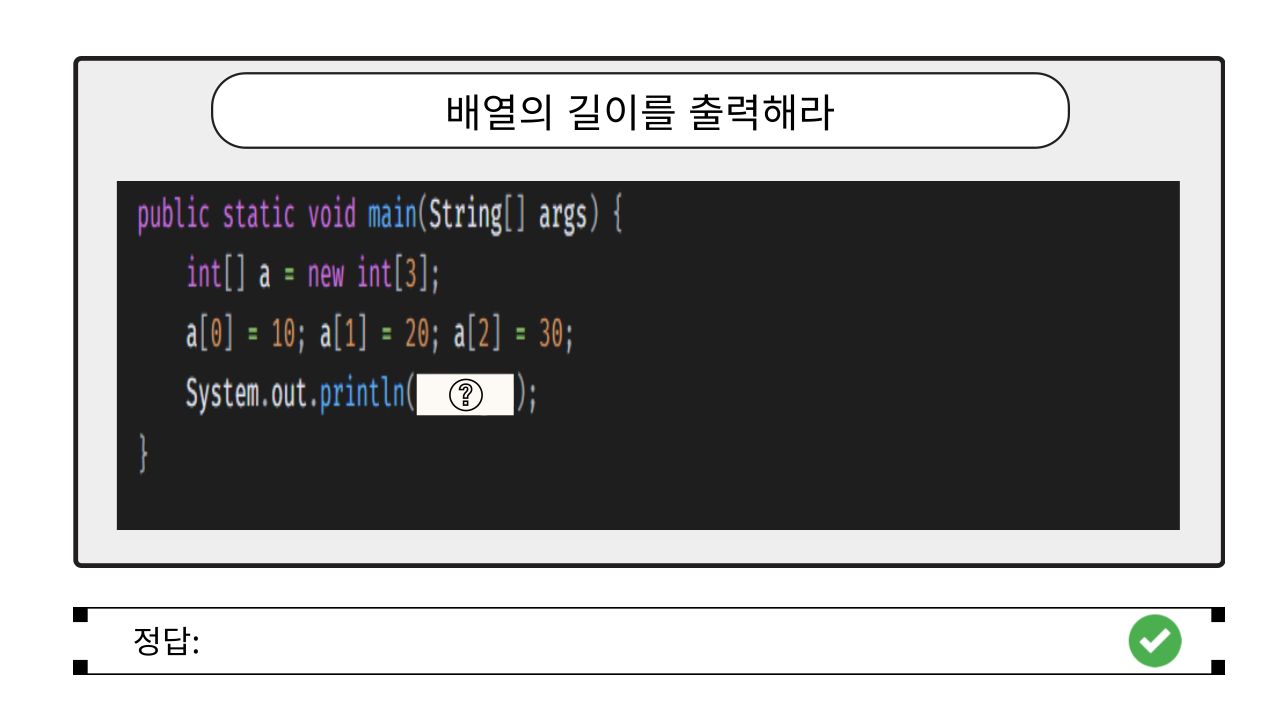 배열의 길이를 출력해라
public static void main(String[] args) {
int[] a = new int[3];
a[0] = 10; a[1] = 20; a[2] = 30;
System.out.println( ? );
}
정답: